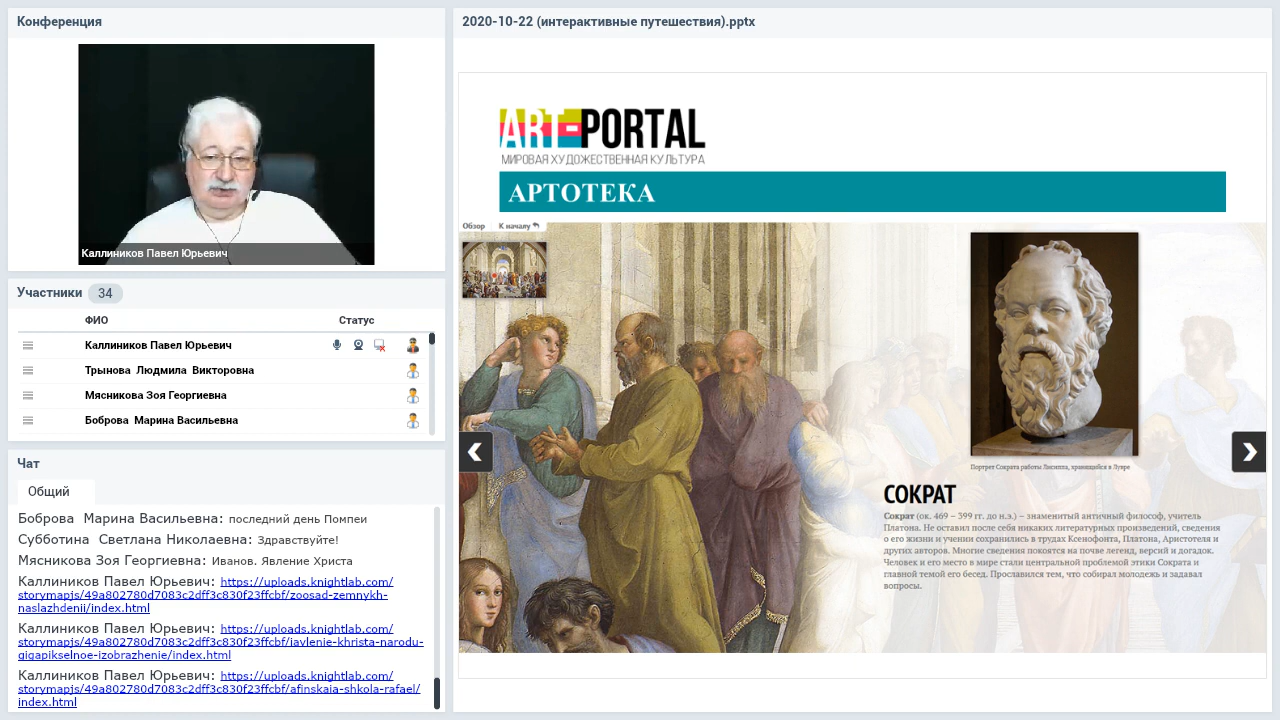 Конференция
Каллиников Павел Юрьевич
Участники 34
ФИО Статус
Каллиников Павел Юрьевич
Трынова Людмила Викторовна
Мясникова Зоя Георгиевна
Боброва Марина Васильевна
Чат
Общий
Боброва Марина Васильевна: последний день Помпеи
Субботина Светлана Николаевна: Здравствуйте!
Мясникова Зоя Георгиевна: Иванов. Явление Христа
Каллиников Павел Юрьевич: https://uploads.knightlab.com/
storymapjs/49a802780d7083c2dff3c830f23ffcbf/zoosad-zemnykh-
naslazhdenii/index.html
Каллиников Павел Юрьевич: https://uploads.knightlab.com/
storymapjs/49a802780d7083c2dff3c830f23ffcbf/iavlenie-khrista-narodu-
gigapikselnoe-izobrazhenie/index.html
Каллиников Павел Юрьевич: https://uploads.knightlab.com/
storymapjs/49a802780d7083c2dff3c830f23ffcbf/afinskaia-shkola-rafael/
index.html
2020-10-22 (интерактивные путешествия).pptx
ART-PORTAL
МИРОВАЯ ХУДОЖЕСТВЕННАЯ КУЛЬТУРА
АРТОТЕКА
Обзор К началу
Портрет Сократа работы Лисиппа, хранящийся в Лувре
СОКРАТ
Сократ (ок. 469 – 399 гг. до н.э.) – знаменитый античный философ, учитель
Платона. Не оставил после себя никаких литературных произведений, сведения
о его жизни и учении сохранились в трудах Ксенофонта, Платона, Аристотеля и
других авторов. Многие сведения покоятся на почве легенд, версий и догадок.
Человек и его место в мире стали центральной проблемой этики Сократа и
главной темой его бесед. Прославился тем, что собирал молодежь и задавал
вопросы.